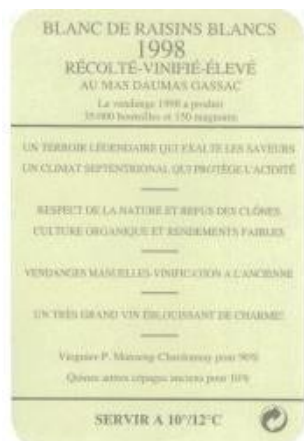 BLANC DE RAISINS BLANCS
1998
RÉCOLTÉ-VINIFIÉ-ÉLEVÉ
AU MAS DAUMAS GASSAC
La vendange 1998 a produit
35.000 bouteilles et 150 magnums
UN TERROIR LÉGENDAIRE QUI EXALTE LES SAVEURS
UN CLIMAT SEPTENTRIONAL QUI PROTÈGE L'ACIDITÉ
RESPECT DE LA NATURE ET REFUS DES CLÔNES
CULTURE ORGANIQUE ET RENDEMENTS FAIBLES
VENDANGES MANUELLES-VINIFICATION A L'ANCIENNE
UN TRÈS GRAND VIN ÉBLOUISSANT DE CHARME!
Viognier-P. Manseng-Chardonnay pour 90%
autres cépages anciens pour 10%
SERVIR A 10°/12°C